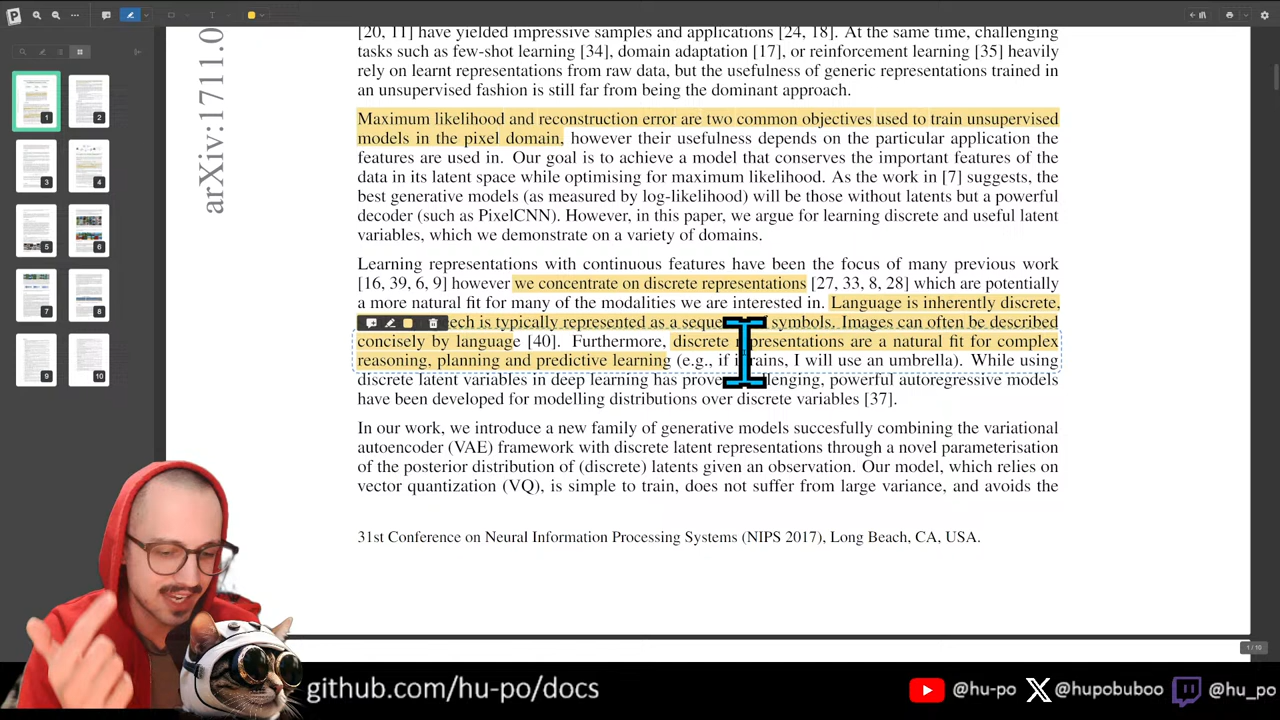 [20, 11] have yielded impressive samples and applications [24, 18]. At the same time, challenging
tasks such as few-shot learning [34], domain adaptation [17], or reinforcement learning [35] heavily
rely on learnt representations from raw data, but the usefulness of generic representations trained in
an unsupervised fashion is still far from being the dominant approach.
Maximum likelihood and reconstruction error are two common objectives used to train unsupervised
models in the pixel domain, however their usefulness depends on the particular application the
features are used in. Our goal is to achieve a model that conserves the important features of the
data in its latent space while optimising for maximum likelihood. As the work in [7] suggests, the
best generative models (as measured by log-likelihood) will be those without latents but a powerful
decoder (such as PixelCNN). However, in this paper, we argue for learning discrete and useful latent
variables, which we demonstrate on a variety of domains.
Learning representations with continuous features have been the focus of many previous work
[16, 39, 6, 9] however we concentrate on discrete representations [27, 33, 8, 28] which are potentially
a more natural fit for many of the modalities we are interested in. Language is inherently discrete,
eech is typically represented as a seque symbols. Images can often be described
concisely by language [40]. Furthermore, discrete representations are a natural fit for complex
reasoning, planning and predictive learning (e.g., if it rains, I will use an umbrella). While using
discrete latent variables in deep learning has prove lenging, powerful autoregressive models
have been developed for modelling distributions over discrete variables [37].
In our work, we introduce a new family of generative models succesfully combining the variational
autoencoder (VAE) framework with discrete latent representations through a novel parameterisation
of the posterior distribution of (discrete) latents given an observation. Our model, which relies on
vector quantization (VQ), is simple to train, does not suffer from large variance, and avoids the
31st Conference on Neural Information Processing Systems (NIPS 2017), Long Beach, CA, USA.
arXiv:1711.0
1
2
3
4
5
6
7
8
9
10
1 / 10
github.com/hu-po/docs
@hu-po
@hupobuboo
@hu_po